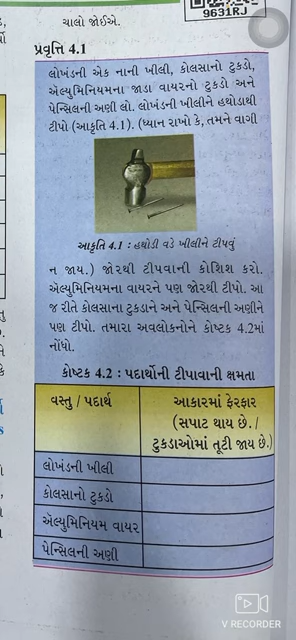 ચાલો જોઈએ.
9631RJ
પ્રવૃત્તિ 4.1
લોખંડની એક નાની ખીલી, કોલસાનો ટુકડો,
ઍલ્યુમિનિયમના જાડા વાયરનો ટુકડો અને
પેન્સિલની અણી લો. લોખંડની ખીલીને હથોડાથી
ટીપો (આકૃતિ 4.1). (ધ્યાન રાખો કે, તમને વાગી
આકૃતિ 4.1 : હથોડી વડે ખીલીને ટીપવું
ન જાય.) જોરથી ટીપવાની કોશિશ કરો.
ઍલ્યુમિનિયમના વાયરને પણ જોરથી ટીપો. આ
જ રીતે કોલસાના ટુકડાને અને પેન્સિલની અણીને
પણ ટીપો. તમારા અવલોકનોને કોષ્ટક 4.2માં
નોંધો.
કોષ્ટક 4.2 : પદાર્થોની ટીપાવાની ક્ષમતા
વસ્તુ / પદાર્થ
આકારમાં ફેરફાર
(સપાટ થાય છે. /
ટુકડાઓમાં તૂટી જાય છે.)
લોખંડની ખીલી
કોલસાનો ટુકડો
ઍલ્યુમિનિયમ વાયર
પેન્સિલની અણી
V RECORDER